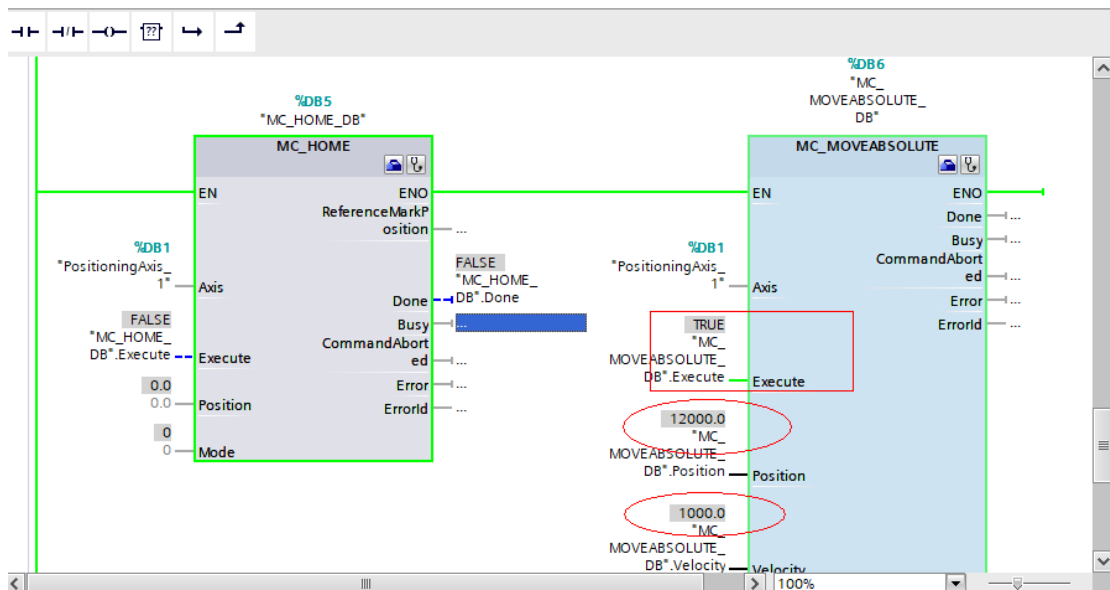 ??
%DB5
"MC_HOME_DB"
MC_HOME
EN
ENO
ReferenceMarkP
osition
...
%DB1
"PositioningAxis_
1"
Axis
FALSE
"MC_HOME_
DB".Done
Done
Busy
...
CommandAbort
ed
...
Error
...
ErrorId
...
FALSE
"MC_HOME_
DB".Execute
Execute
0.0
0.0
Position
0
0
Mode
%DB6
"MC_
MOVEABSOLUTE_
DB"
MC_MOVEABSOLUTE
EN
ENO
Done
...
Busy
...
CommandAbort
ed
...
Error
...
ErrorId
...
%DB1
"PositioningAxis_
1"
Axis
TRUE
"MC_
MOVEABSOLUTE_
DB".Execute
Execute
12000.0
"MC_
MOVEABSOLUTE_
DB".Position
Position
1000.0
"MC_
MOVEABSOLUTE_
DB".Velocity
Velocity
100%